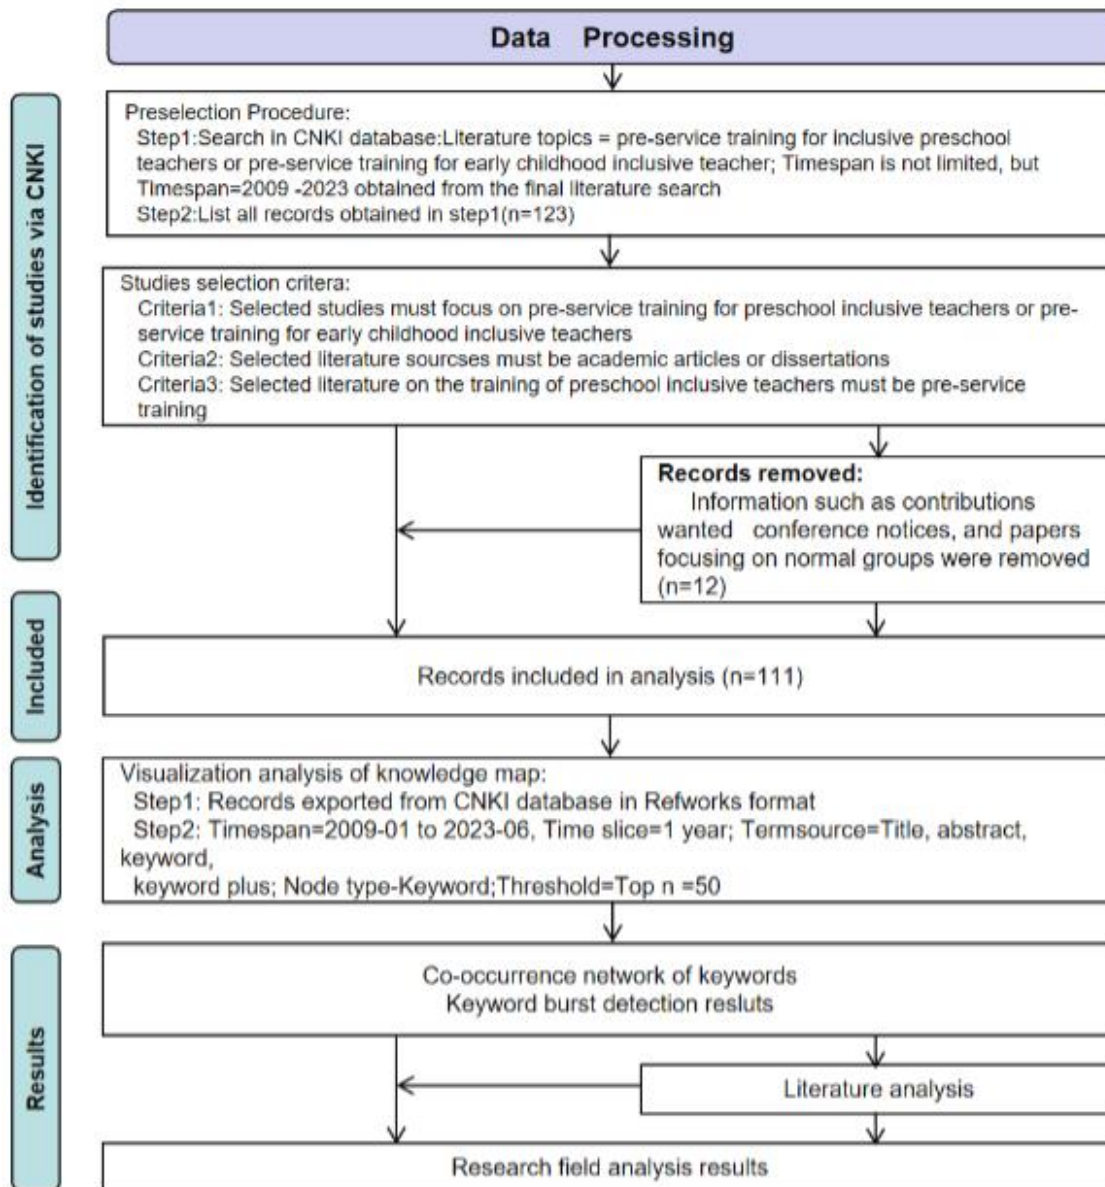 Data Processing
Identification of studies via CNKI
Preselection Procedure:
Step1:Search in CNKI database:Literature topics = pre-service training for inclusive preschool
teachers or pre-service training for early childhood inclusive teacher; Timespan is not limited, but
Timespan=2009 -2023 obtained from the final literature search
Step2:List all records obtained in step1(n=123)
Studies selection critera:
Criteria1: Selected studies must focus on pre-service training for preschool inclusive teachers or pre-
service training for early childhood inclusive teachers
Criteria2: Selected literature sourcses must be academic articles or dissertations
Criteria3: Selected literature on the training of preschool inclusive teachers must be pre-service
training
Records removed:
Information such as contributions
wanted conference notices, and papers
focusing on normal groups were removed
(n=12)
Included
Records included in analysis (n=111)
Analysis
Visualization analysis of knowledge map:
Step1: Records exported from CNKI database in Refworks format
Step2: Timespan=2009-01 to 2023-06, Time slice=1 year; Termsource=Title, abstract,
keyword,
keyword plus; Node type-Keyword;Threshold=Top n =50
Results
Co-occurrence network of keywords
Keyword burst detection resluts
Literature analysis
Research field analysis results